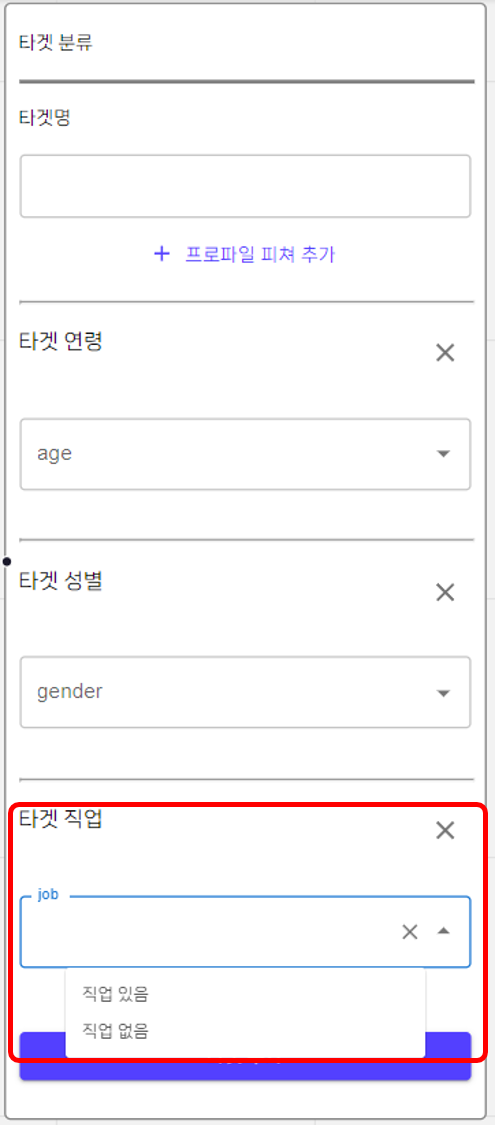 타겟 분류
타겟명
+ 프로파일 피쳐 추가
타겟 연령
age
타겟 성별
gender
타겟 직업
job
직업 있음
직업 없음